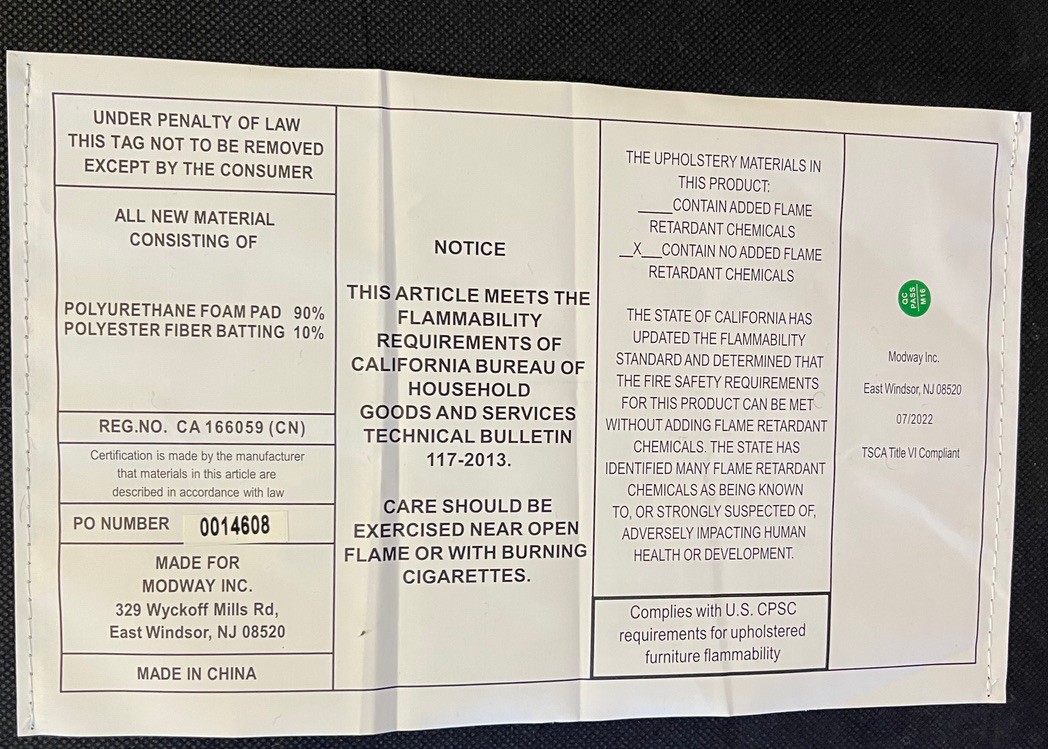 UNDER PENALTY OF LAW
THIS TAG NOT TO BE REMOVED
EXCEPT BY THE CONSUMER
ALL NEW MATERIAL
CONSISTING OF
POLYURETHANE FOAM PAD 90%
POLYESTER FIBER BATTING 10%
REG.NO. CA 166059 (CN)
Certification is made by the manufacturer
that materials in this article are
described in accordance with law
PO NUMBER 0014608
MADE FOR
MODWAY INC.
329 Wyckoff Mills Rd,
East Windsor, NJ 08520
MADE IN CHINA
NOTICE
THIS ARTICLE MEETS THE
FLAMMABILITY
REQUIREMENTS OF
CALIFORNIA BUREAU OF
HOUSEHOLD
GOODS AND SERVICES
TECHNICAL BULLETIN
117-2013.
CARE SHOULD BE
EXERCISED NEAR OPEN
FLAME OR WITH BURNING
CIGARETTES.
THE UPHOLSTERY MATERIALS IN
THIS PRODUCT:
____CONTAIN ADDED FLAME
RETARDANT CHEMICALS
_X__CONTAIN NO ADDED FLAME
RETARDANT CHEMICALS
THE STATE OF CALIFORNIA HAS
UPDATED THE FLAMMABILITY
STANDARD AND DETERMINED THAT
THE FIRE SAFETY REQUIREMENTS
FOR THIS PRODUCT CAN BE MET
WITHOUT ADDING FLAME RETARDANT
CHEMICALS. THE STATE HAS
IDENTIFIED MANY FLAME RETARDANT
CHEMICALS AS BEING KNOWN
TO, OR STRONGLY SUSPECTED OF,
ADVERSELY IMPACTING HUMAN
HEALTH OR DEVELOPMENT.
Complies with U.S. CPSC
requirements for upholstered
furniture flammability
QC
PASS
M16
Modway Inc.
East Windsor, NJ 08520
07/2022
TSCA Title VI Compliant